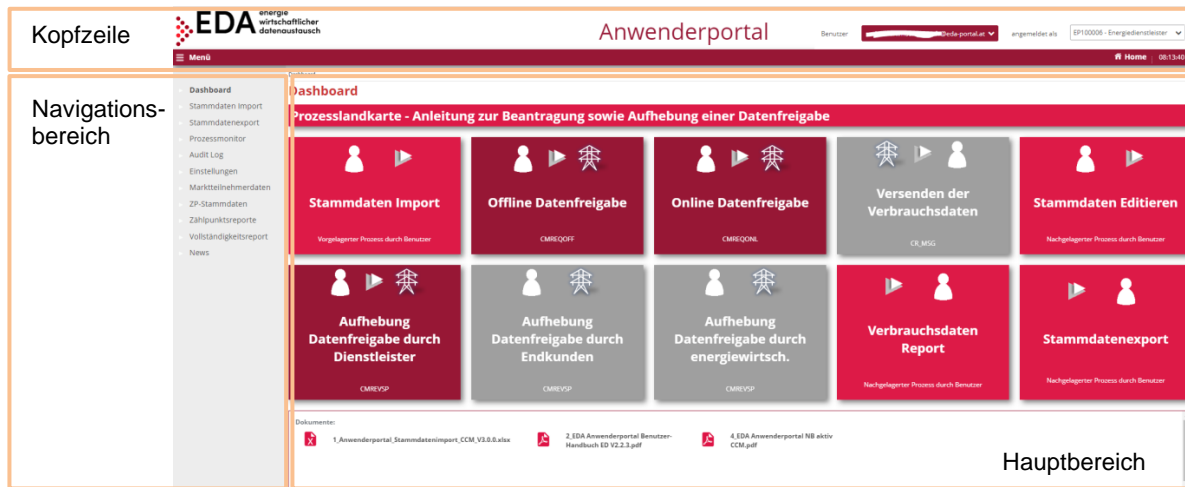 Kopfzeile
EDA energie
wirtschaftlicher
datenaustausch
Anwenderportal
Benutzer
@eda-portal.at
angemeldet als
EP100006 - Energiedienstleister
Menü
Home
08:13:40
Navigations-
bereich
Dashboard
Stammdaten Import
Stammdatenexport
Prozessmonitor
Audit Log
Einstellungen
Marktteilnehmerdaten
ZP-Stammdaten
Zählpunktsreporte
Vollständigkeitsreport
News
Dashboard
Dashboard
Prozesslandkarte - Anleitung zur Beantragung sowie Aufhebung einer Datenfreigabe
Stammdaten Import
Vorgelagerter Prozess durch Benutzer
Offline Datenfreigabe
CMREQOFF
Online Datenfreigabe
CMREQONL
Versenden der
Verbrauchsdaten
CR_MSG
Stammdaten Editieren
Nachgelagerter Prozess durch Benutzer
Aufhebung
Datenfreigabe durch
Dienstleister
CMREVSP
Aufhebung
Datenfreigabe durch
Endkunden
CMREVSP
Aufhebung
Datenfreigabe durch
energiewirtsch.
CMREVSP
Verbrauchsdaten
Report
Nachgelagerter Prozess durch Benutzer
Stammdatenexport
Nachgelagerter Prozess durch Benutzer
Dokumente:
1_Anwenderportal_Stammdatenimport_CCM_V3.0.0.xlsx
2_EDA Anwenderportal Benutzer-
Handbuch ED V2.2.3.pdf
4_EDA Anwenderportal NB aktiv
CCM.pdf
Hauptbereich